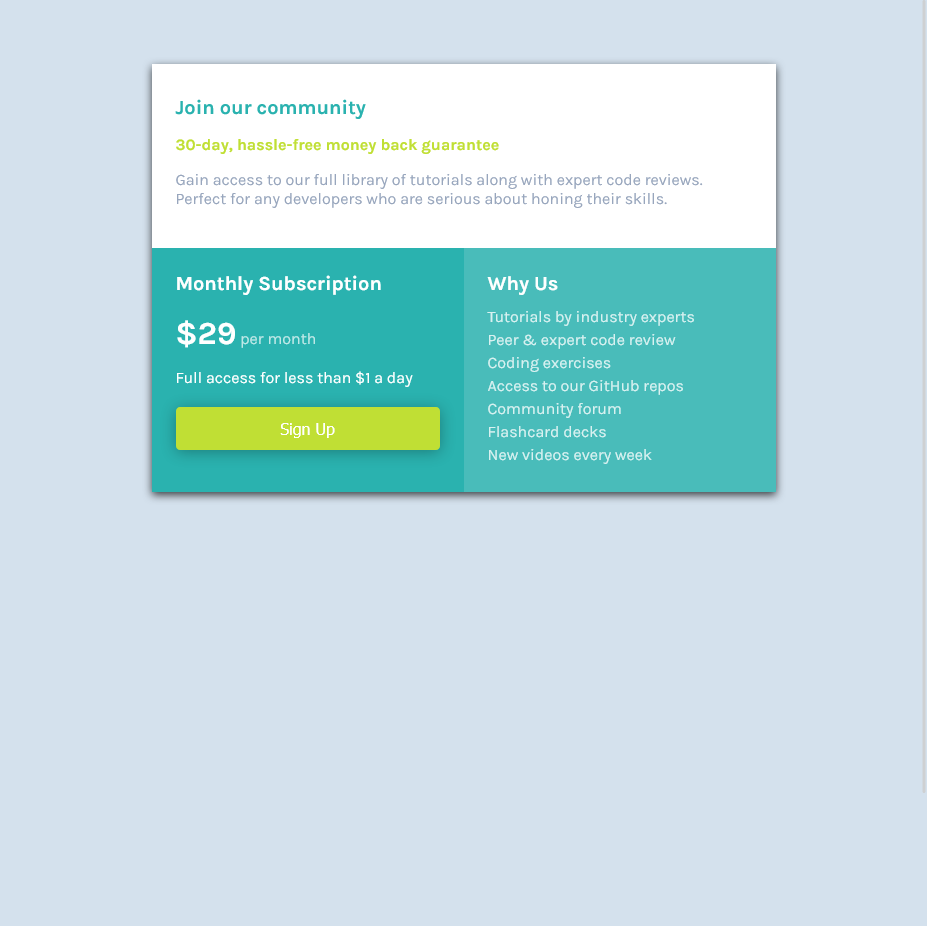 Join our community
30-day, hassle-free money back guarantee
Gain access to our full library of tutorials along with expert code reviews.
Perfect for any developers who are serious about honing their skills.
Monthly Subscription
$29 per month
Full access for less than $1 a day
Sign Up
Why Us
Tutorials by industry experts
Peer & expert code review
Coding exercises
Access to our GitHub repos
Community forum
Flashcard decks
New videos every week